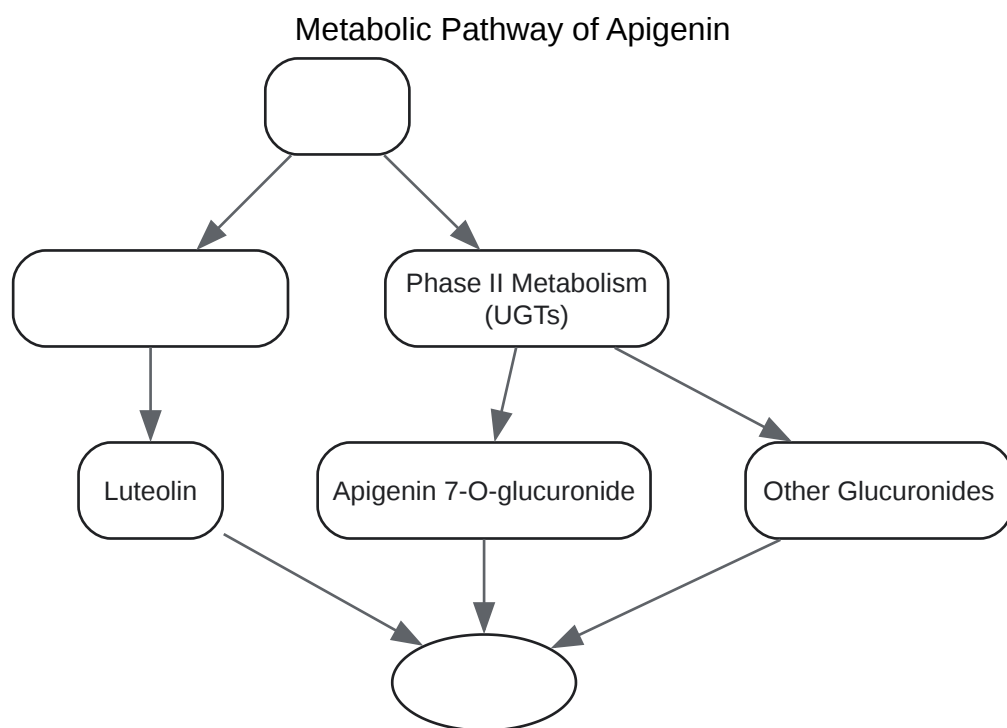 Metabolic Pathway of Apigenin
Phase II Metabolism
(UGTs)
Luteolin
Apigenin 7-O-glucuronide
Other Glucuronides